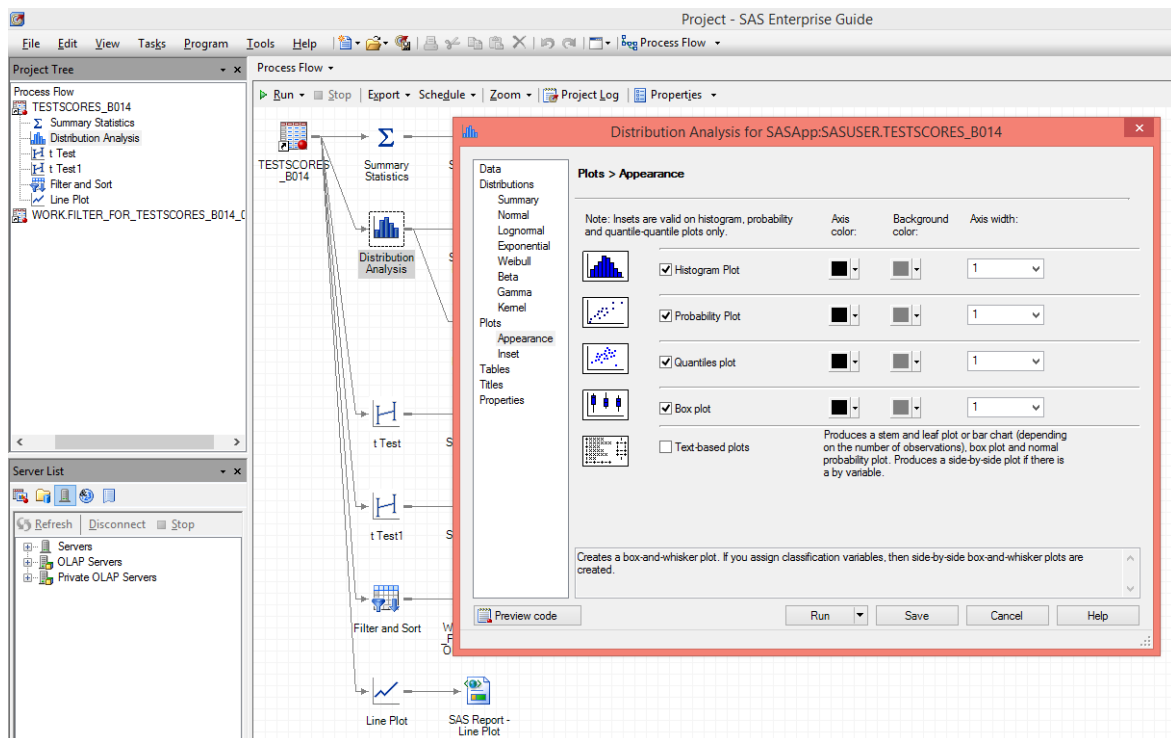 Project - SAS Enterprise Guide
File Edit View Tasks Program Tools Help Process Flow
Project Tree
Process Flow
TESTSCORES_B014
Summary Statistics
Distribution Analysis
t Test
t Test1
Filter and Sort
Line Plot
WORK.FILTER_FOR_TESTSCORES_B014_
Server List
Refresh Disconnect Stop
Servers
OLAP Servers
Private OLAP Servers
Process Flow
Run Stop Export Schedule Zoom Project Log Properties
TESTSCORES
_B014
Summary
Statistics
Distribution
Analysis
t Test
t Test1
Filter and Sort
Line Plot
SAS Report -
Line Plot
Distribution Analysis for SASApp:SASUSER.TESTSCORES_B014
Data
Distributions
Summary
Normal
Lognormal
Exponential
Weibull
Beta
Gamma
Kernel
Plots
Appearance
Inset
Tables
Titles
Properties
Plots > Appearance
Note: Insets are valid on histogram, probability
and quantile-quantile plots only.
Axis
color:
Background
color:
Axis width:
Histogram Plot 1
Probability Plot 1
Quantiles plot 1
Box plot 1
Text-based plots
Produces a stem and leaf plot or bar chart (depending
on the number of observations), box plot and normal
probability plot. Produces a side-by-side plot if there is
a by variable.
Creates a box-and-whisker plot. If you assign classification variables, then side-by-side box-and-whisker plots are
created.
Preview code Run Save Cancel Help